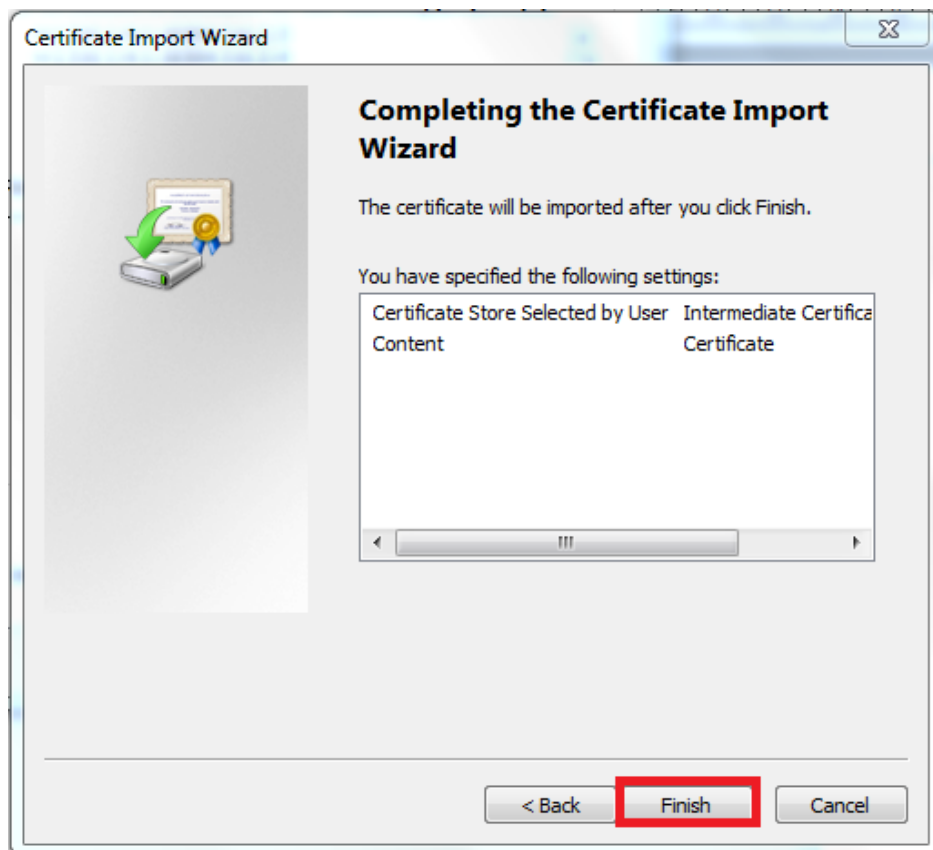 Certificate Import Wizard
Completing the Certificate Import
Wizard
The certificate will be imported after you click Finish.
You have specified the following settings:
Certificate Store Selected by User Intermediate Certifica
Content Certificate
< Back Finish Cancel